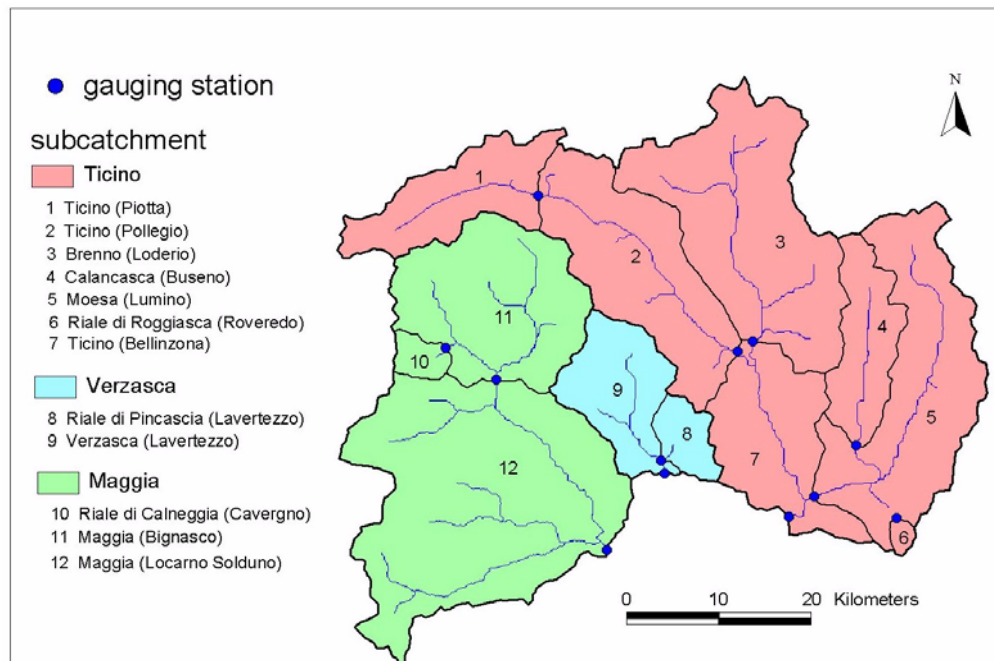 gauging station
subcatchment
Ticino
1 Ticino (Piotta)
2 Ticino (Pollegio)
3 Brenno (Loderio)
4 Calancasca (Buseno)
5 Moesa (Lumino)
6 Riale di Roggiasca (Roveredo)
7 Ticino (Bellinzona)
Verzasca
8 Riale di Pincascia (Lavertezzo)
9 Verzasca (Lavertezzo)
Maggia
10 Riale di Calneggia (Cavergno)
11 Maggia (Bignasco)
12 Maggia (Locarno Solduno)
N
1
2
3
4
5
6
7
8
9
10
11
12
0 10 20 Kilometers